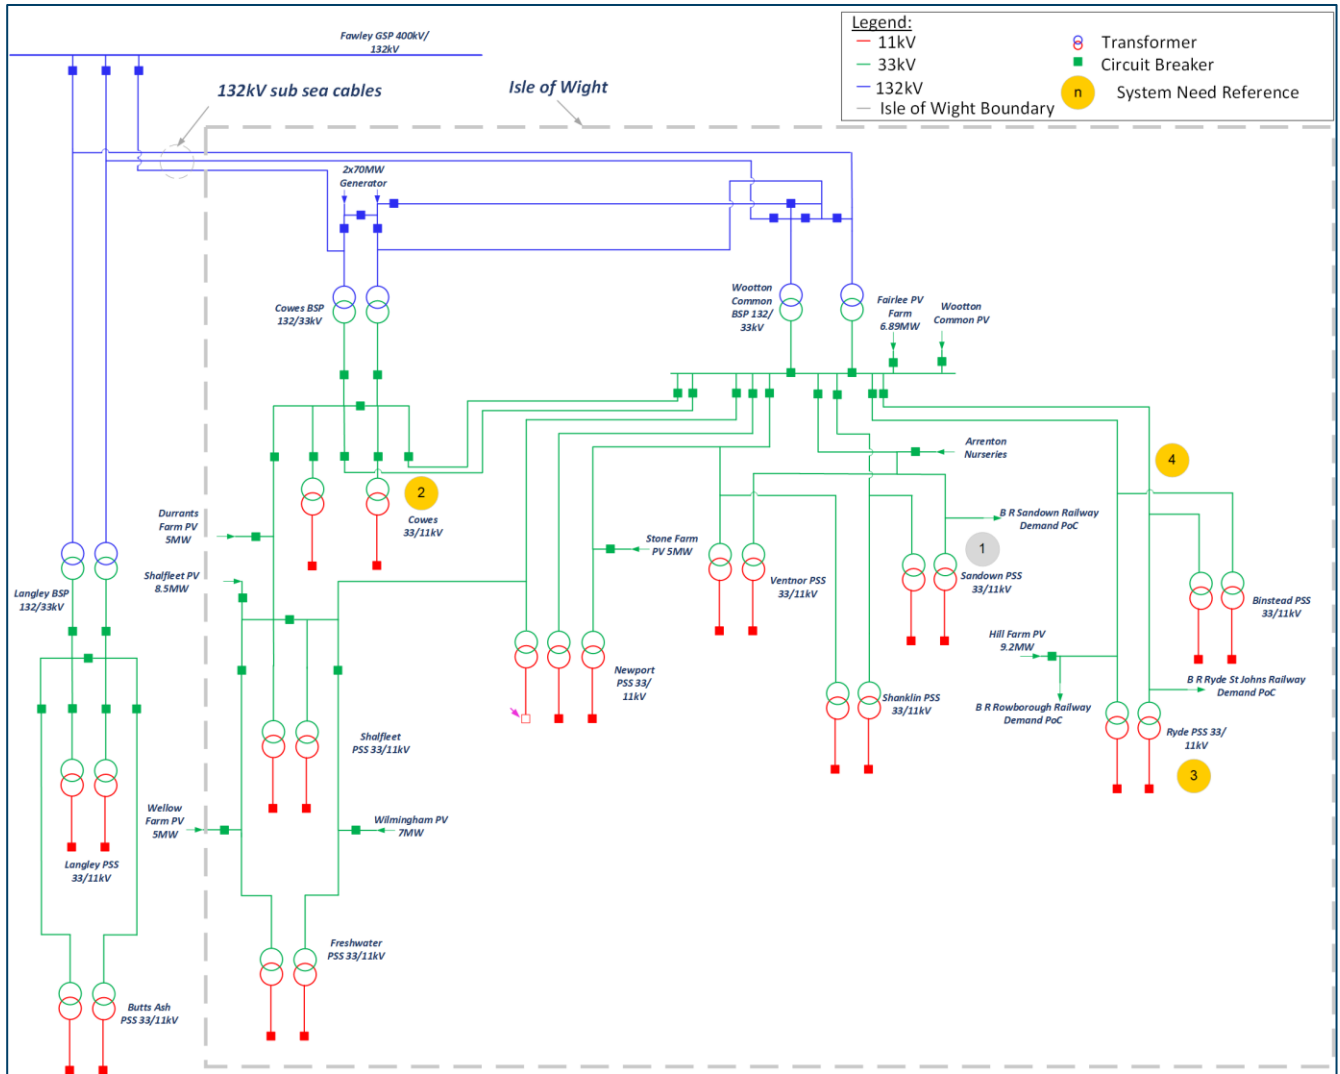 Fawley GSP 400kV/
132kV
Legend:
11kV
33kV
132kV
Isle of Wight Boundary
Transformer
Circuit Breaker
n
System Need Reference
132kV sub sea cables
Isle of Wight
2x70MW
Generator
Cowes BSP
132/33kV
Wootton
Common
BSP 132/
33kV
Fairlee PV
Farm
6.89MW
Wootton
Common PV
Arrenton
Nurseries
4
2
Cowes
33/11kV
Durrants
Farm PV
5MW
B R Sandown Railway
Demand PoC
Stone Farm
PV 5MW
1
Shalfleet PV
8.5MW
Ventnor PSS
33/11kV
Sandown PSS
33/11kV
Langley BSP
132/33kV
Binstead PSS
33/11kV
Hill Farm PV
9.2MW
Newport
PSS 33/
11kV
B R Ryde St Johns Railway
Demand PoC
Shanklin PSS
33/11kV
B R Rowborough Railway
Demand PoC
Shalfleet
PSS 33/11kV
Ryde PSS 33/
11kV
3
Wellow
Farm PV
5MW
Wilmingham PV
7MW
Langley PSS
33/11kV
Freshwater
PSS 33/11kV
Butts Ash
PSS 33/11kV